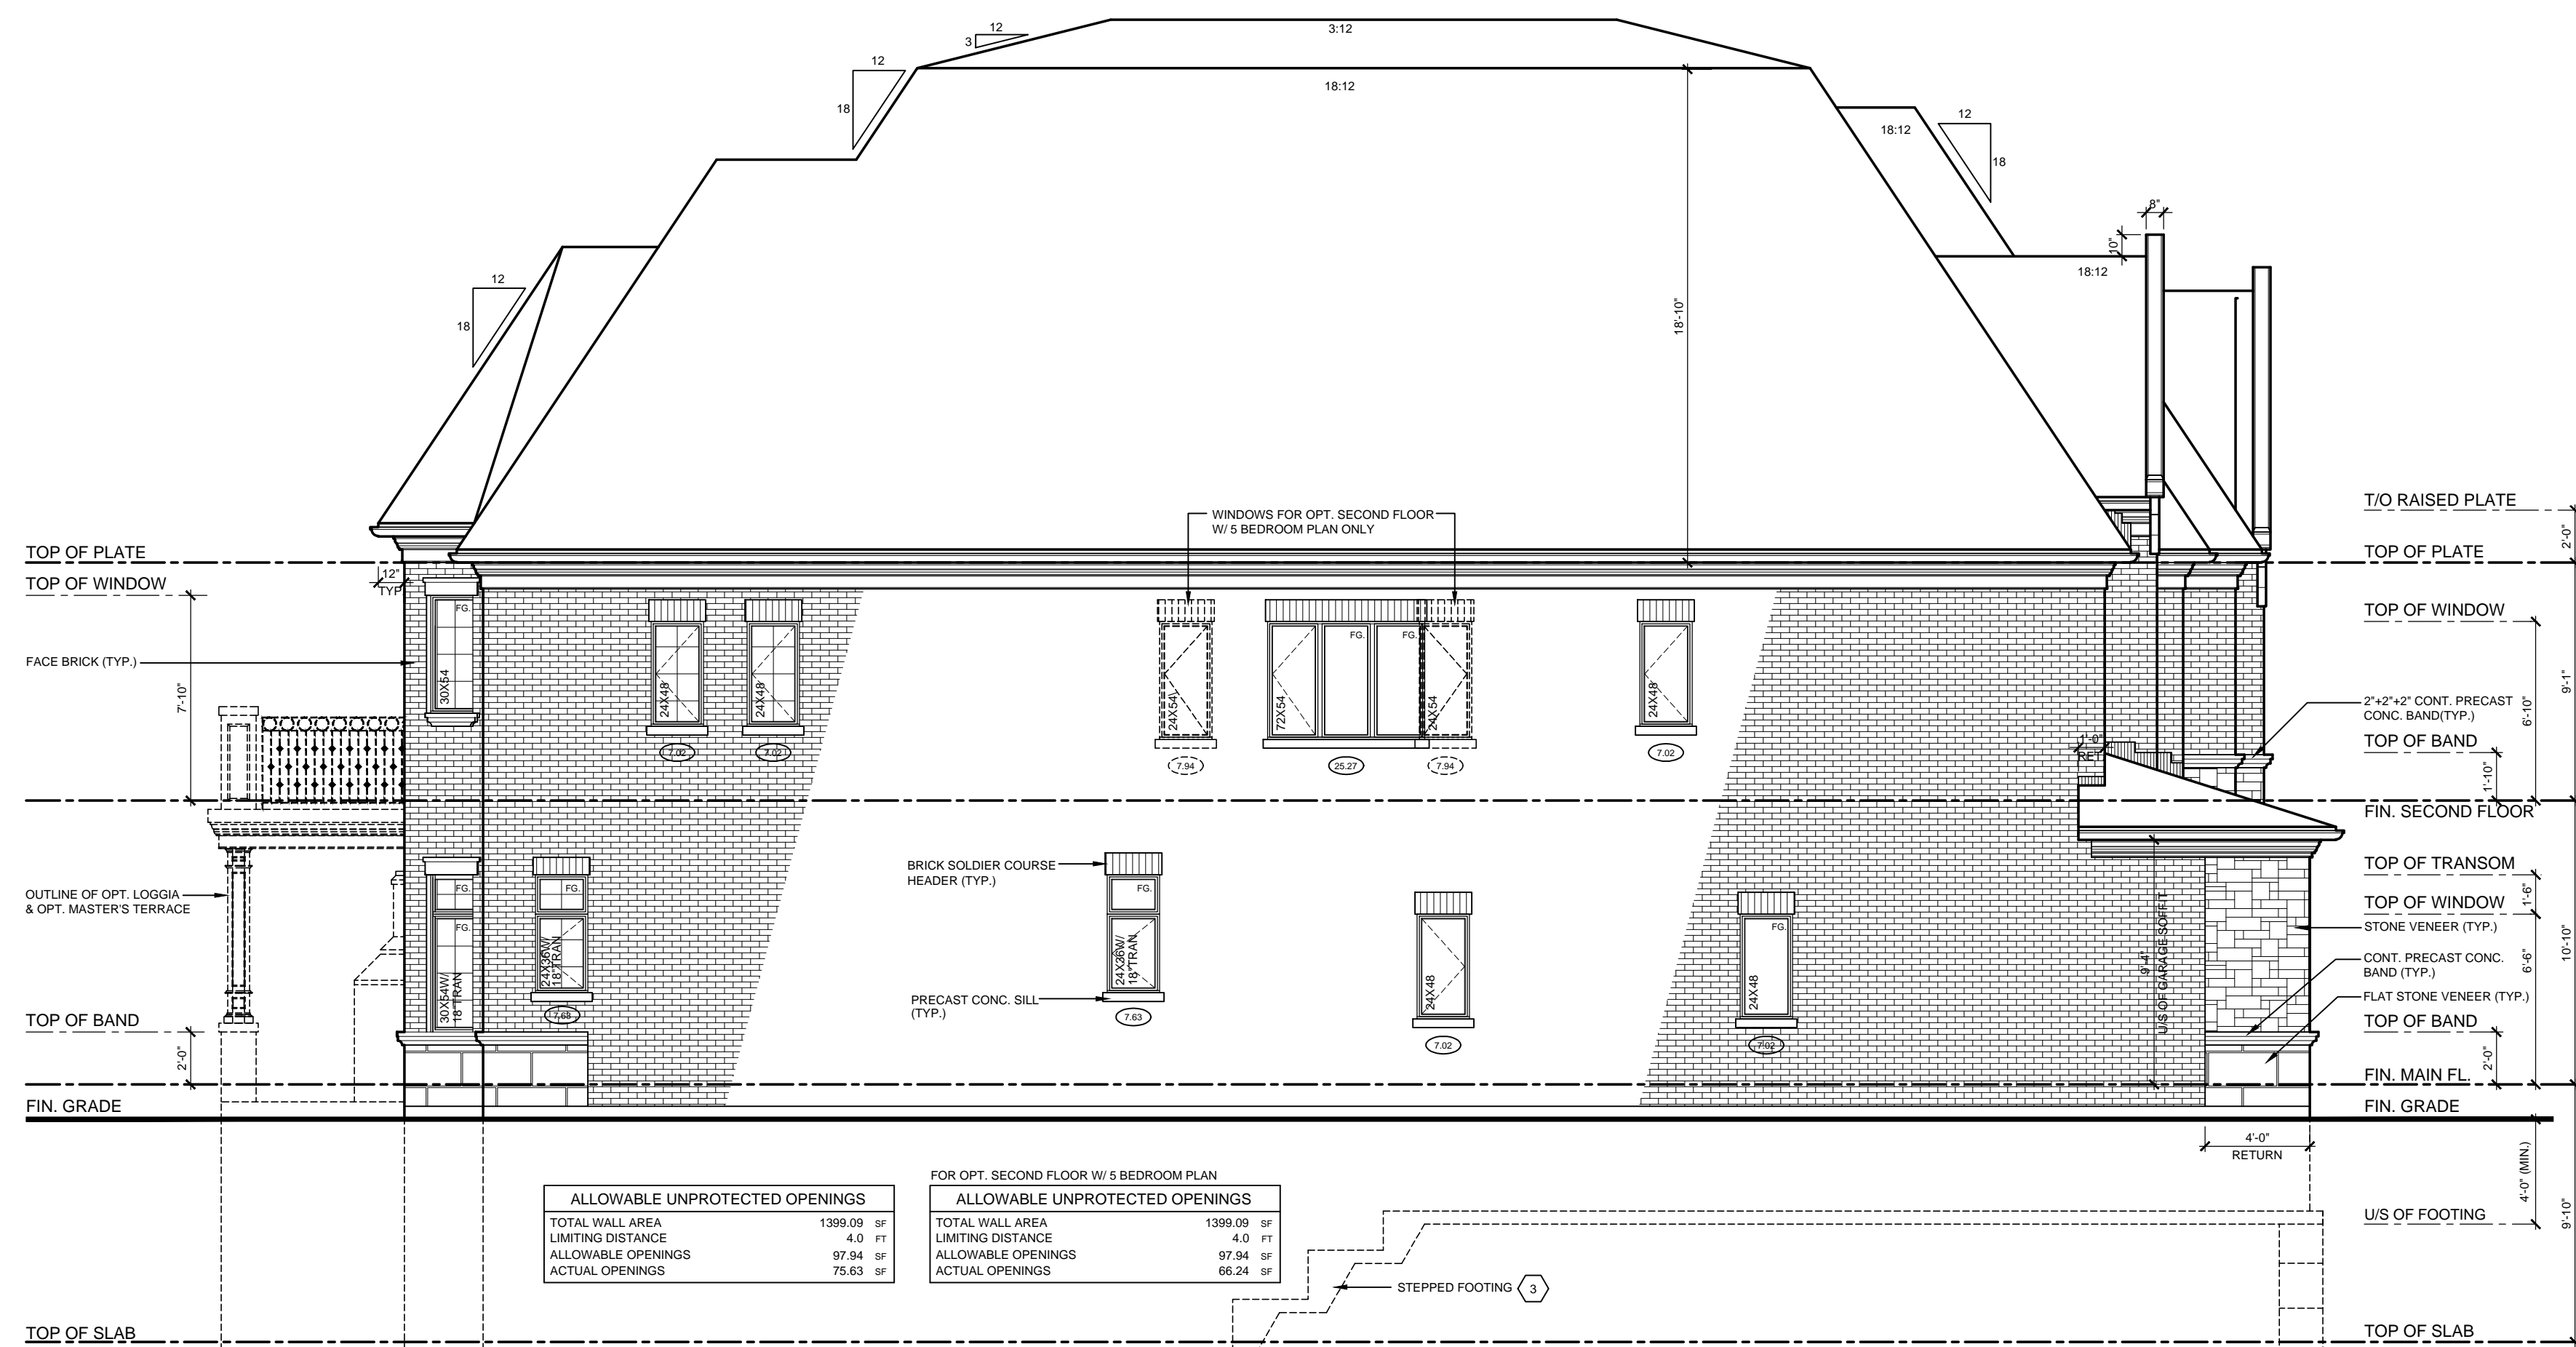 12
3
3:12
12
18
18:12
12
18
18:12
8"
10"
18:12
12
18
18'-10"
WINDOWS FOR OPT. SECOND FLOOR
W/ 5 BEDROOM PLAN ONLY
T/O RAISED PLATE
2'-0"
TOP OF PLATE
TOP OF PLATE
TOP OF WINDOW
12"
TYP
FG.
30X54
24X48
7.02
24X48
7.02
24X54
7.94
72X54
FG.
FG.
25.27
24X54
7.94
24X48
7.02
TOP OF WINDOW
FACE BRICK (TYP.)
7'-10"
9'-1"
6'-10"
2"+2"+2" CONT. PRECAST
CONC. BAND(TYP.)
1'-0"
RET
TOP OF BAND
1'-10"
FIN. SECOND FLOOR
OUTLINE OF OPT. LOGGIA
& OPT. MASTER'S TERRACE
FG.
FG.
30X54W/
18"TRAN
FG.
24X36W/
18"TRAN
7.63
BRICK SOLDIER COURSE
HEADER (TYP.)
FG.
24X36W/
18"TRAN
PRECAST CONC. SILL
(TYP.)
7.63
24X48
7.02
FG.
24X48
7.02
9'-4"
U/S OF GARAGE SOFFIT
TOP OF TRANSOM
1'-6"
TOP OF WINDOW
STONE VENEER (TYP.)
10'-10"
6'-6"
CONT. PRECAST CONC.
BAND (TYP.)
FLAT STONE VENEER (TYP.)
TOP OF BAND
2'-0"
TOP OF BAND
2'-0"
FIN. MAIN FL.
FIN. GRADE
FIN. GRADE
4'-0"
RETURN
4'-0" (MIN.)
U/S OF FOOTING
9'-10"
ALLOWABLE UNPROTECTED OPENINGS
TOTAL WALL AREA 1399.09 SF
LIMITING DISTANCE 4.0 FT
ALLOWABLE OPENINGS 97.94 SF
ACTUAL OPENINGS 75.63 SF
FOR OPT. SECOND FLOOR W/ 5 BEDROOM PLAN
ALLOWABLE UNPROTECTED OPENINGS
TOTAL WALL AREA 1399.09 SF
LIMITING DISTANCE 4.0 FT
ALLOWABLE OPENINGS 97.94 SF
ACTUAL OPENINGS 66.24 SF
STEPPED FOOTING 3
TOP OF SLAB
TOP OF SLAB